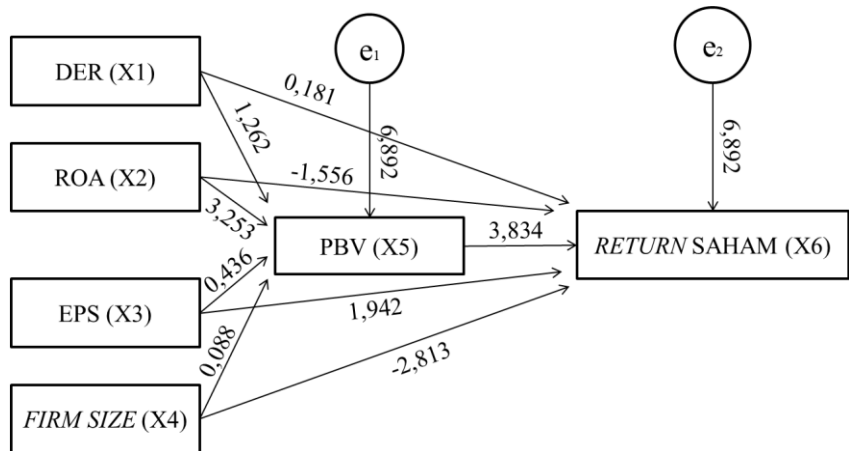 e1
e2
DER (X1)
0,181
1,262
6,892
6,892
ROA (X2)
-1,556
3,253
PBV (X5)
3,834
RETURN SAHAM (X6)
0,436
EPS (X3)
1,942
0,088
-2,813
FIRM SIZE (X4)